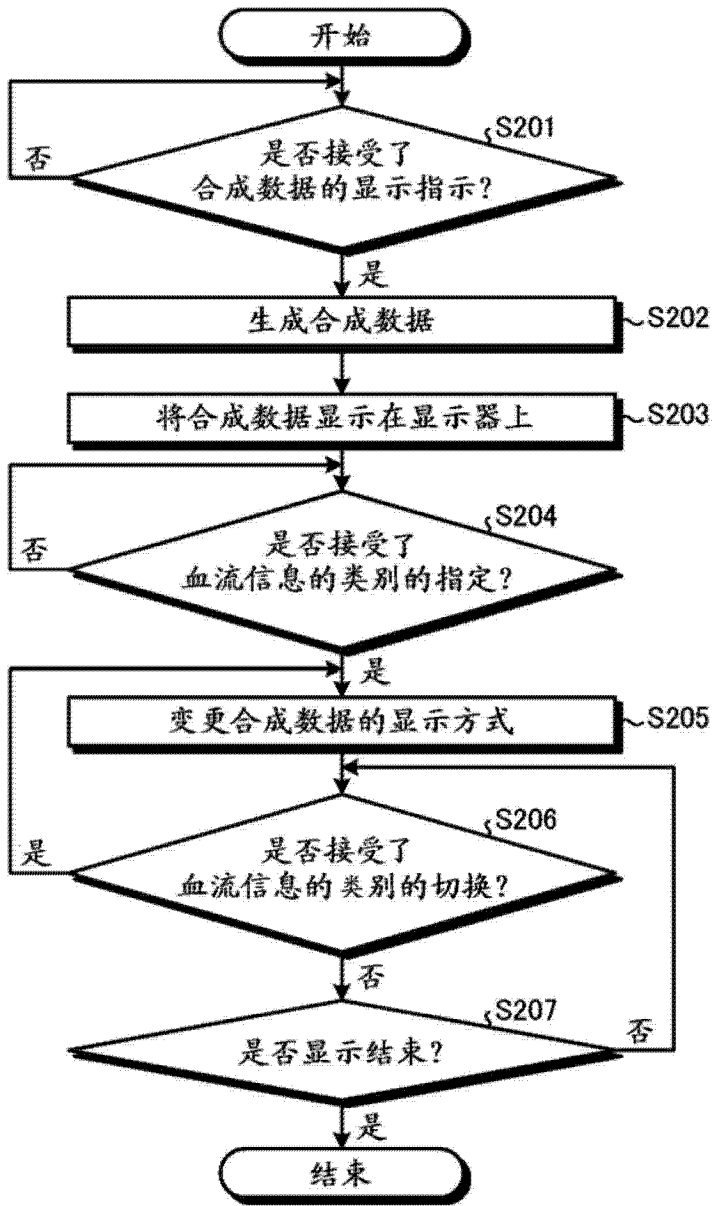 开始
S201
是否接受了
合成数据的显示指示?
否
是
生成合成数据
S202
将合成数据显示在显示器上
S203
S204
是否接受了
血流信息的类别的指定?
否
是
变更合成数据的显示方式
S205
S206
是否接受了
血流信息的类别的切换?
是
否
S207
是否显示结束?
否
是
结束